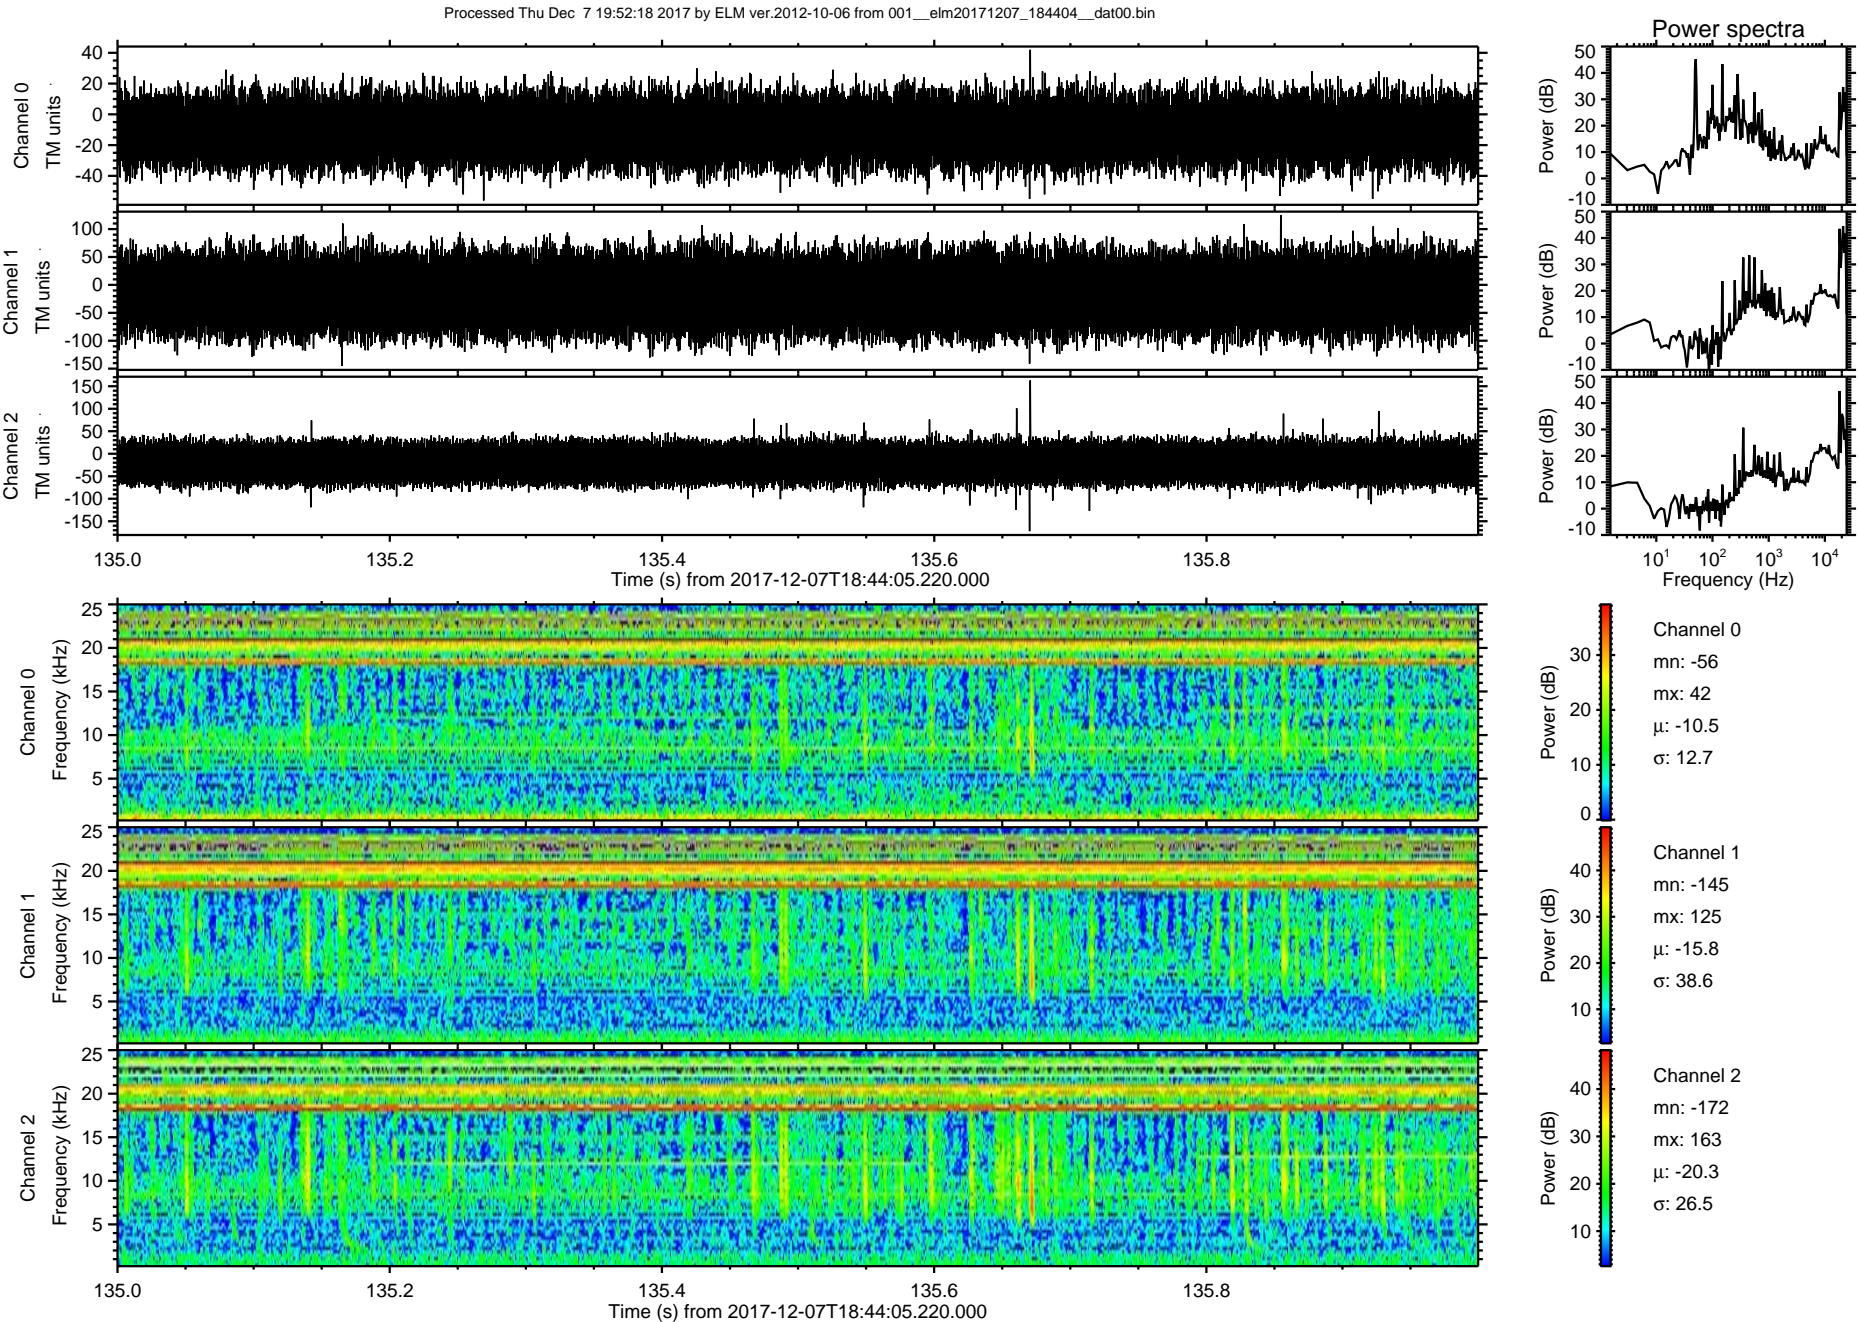 Processed Thu Dec  7 19:52:18 2017 by ELM ver.2012-10-06 from 001__elm20171207_184404__dat00.bin
Power spectra
Channel 0
TM units
40
20
0
-20
-40
Power (dB)
50
40
30
20
10
0
-10
Channel 1
TM units
100
50
0
-50
-100
-150
Power (dB)
50
40
30
20
10
0
-10
Channel 2
TM units
150
100
50
0
-50
-100
-150
Power (dB)
50
40
30
20
10
0
-10
135.0 135.2 135.4 135.6 135.8
Time (s) from 2017-12-07T18:44:05.220.000
10^1 10^2 10^3 10^4
Frequency (Hz)
Channel 0
Frequency (kHz)
25
20
15
10
5
Power (dB)
30
20
10
0
Channel 0
mn: -56
mx: 42
μ: -10.5
σ: 12.7
Channel 1
Frequency (kHz)
25
20
15
10
5
Power (dB)
40
30
20
10
Channel 1
mn: -145
mx: 125
μ: -15.8
σ: 38.6
Channel 2
Frequency (kHz)
25
20
15
10
5
Power (dB)
40
30
20
10
Channel 2
mn: -172
mx: 163
μ: -20.3
σ: 26.5
135.0 135.2 135.4 135.6 135.8
Time (s) from 2017-12-07T18:44:05.220.000